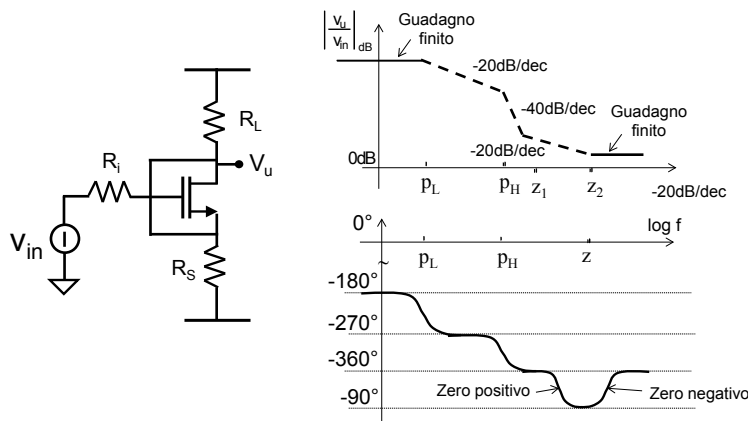 R_L
V_u
R_i
V_in
R_S
|v_u/v_in|_dB
Guadagno
finito
-20dB/dec
-40dB/dec
Guadagno
finito
-20dB/dec
0dB
p_L p_H z_1 z_2
-20dB/dec
0° log f
~ p_L p_H z
-180°
-270°
-360°
Zero positivo Zero negativo
-90°